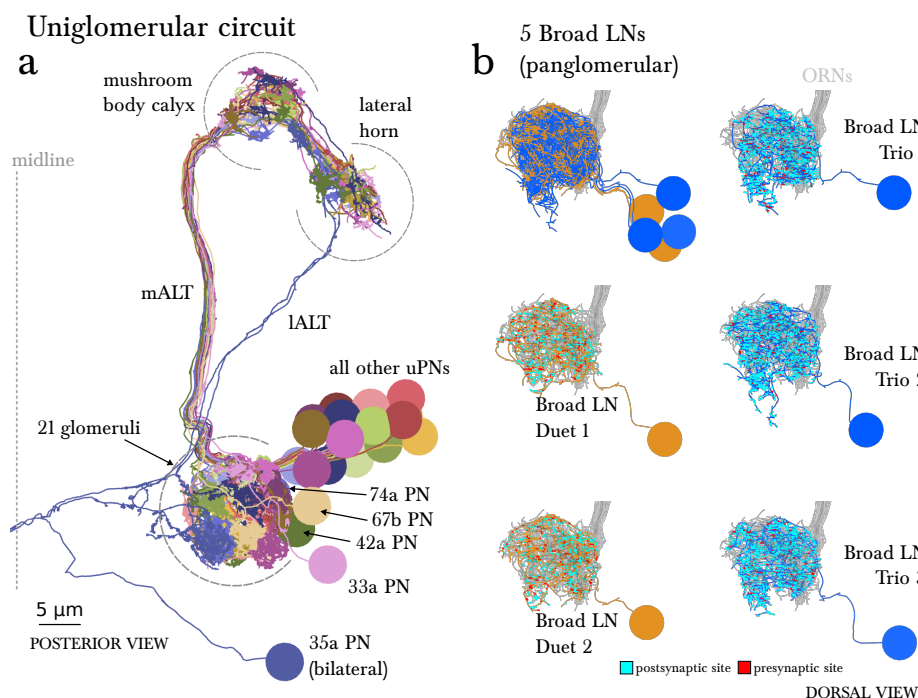 Uniglomerular circuit
a
mushroom
body calyx
lateral
horn
midline
mALT
lALT
all other uPNs
21 glomeruli
74a PN
67b PN
42a PN
33a PN
5 µm
POSTERIOR VIEW
35a PN
(bilateral)
b
5 Broad LNs
(panglomerular)
ORNs
Broad LN
Trio
Broad LN
Duet 1
Broad LN
Trio 2
Broad LN
Duet 2
Broad LN
Trio 3
postsynaptic site
presynaptic site
DORSAL VIEW